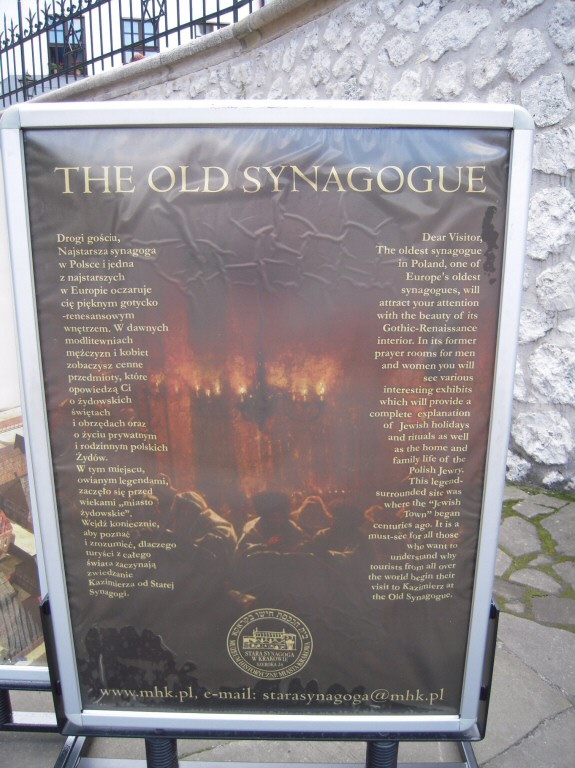 THE OLD SYNAGOGUE
Drogi gościu,
Najstarsza synagoga
w Polsce i jedna
z najstarszych
w Europie oczaruje
cię pięknym gotycko
-renesansowym
wnętrzem. W dawnych
modlitewniach
mężczyzn i kobiet
zobaczysz cenne
przedmioty, które
opowiedzą Ci
o żydowskich
świętach
i obrzędach oraz
o życiu prywatnym
i rodzinnym polskich
Żydów.
W tym miejscu,
owianym legendami,
zaczęło się przed
wiekami „miasto
żydowskie”.
Wejdź koniecznie,
aby poznać
i zrozumieć, dlaczego
turyści z całego
świata zaczynają
zwiedzanie
Kazimierza od Starej
Synagogi.
Dear Visitor,
The oldest synagogue
in Poland, one of
Europe's oldest
synagogues, will
attract your attention
with the beauty of its
Gothic-Renaissance
interior. In its former
prayer rooms for men
and women you will
see various
interesting exhibits
which will provide a
complete explanation
of Jewish holidays
and rituals as well
as the home and
family life of the
Polish Jewry.
This legend-
surrounded site was
where the “Jewish
Town” began
centuries ago. It is a
must-see for all those
who want to
understand why
tourists from all over
the world begin their
visit to Kazimierz at
the Old Synagogue.
STARA SYNAGOGA
W KRAKOWIE
SZEROKA 24
MUZEUM HISTORYCZNE MIASTA KRAKOWA
www.mhk.pl, e-mail: starasynagoga@mhk.pl